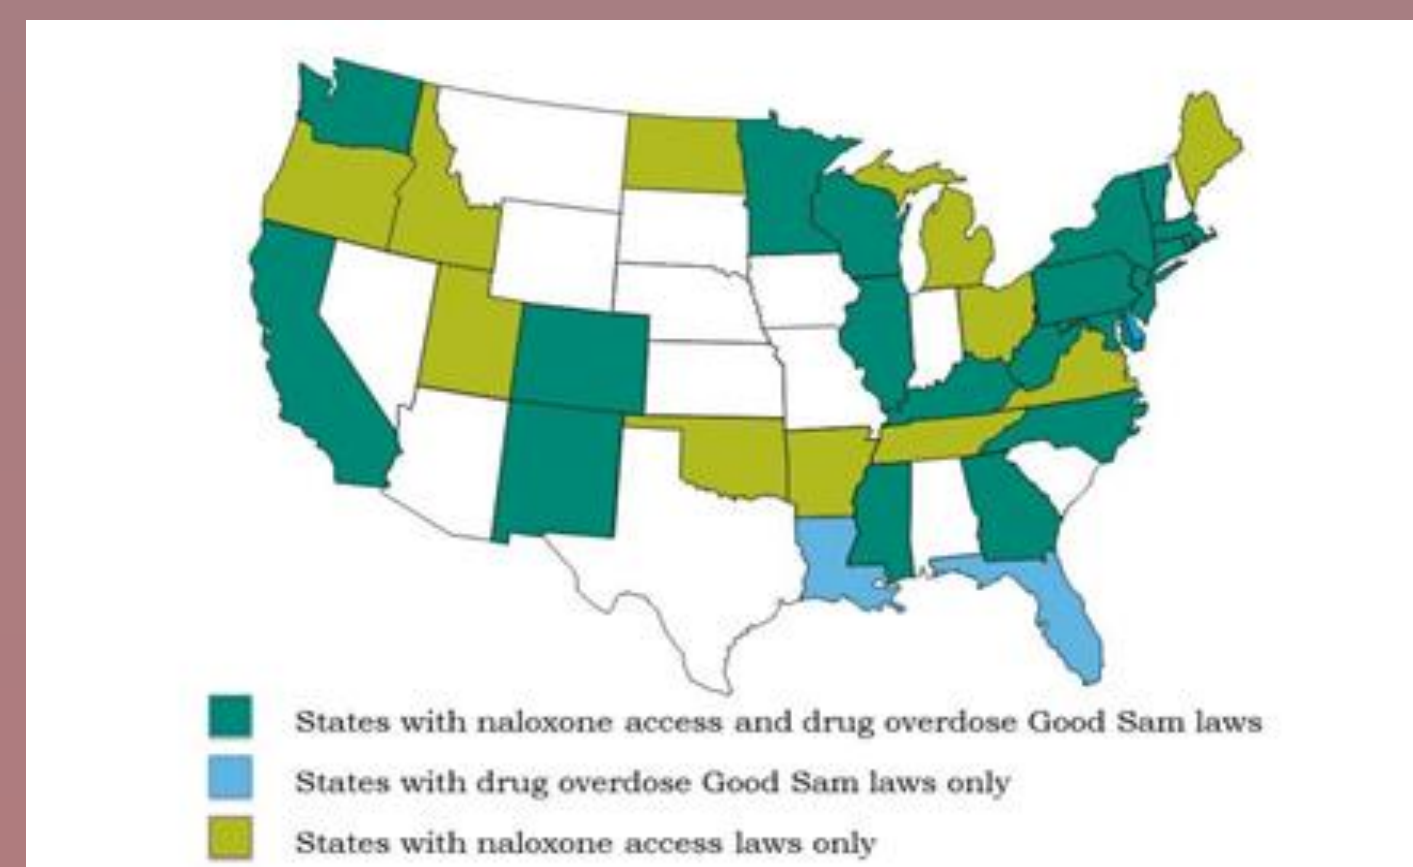 States with naloxone access and drug overdose Good Sam laws
States with drug overdose Good Sam laws only
States with naloxone access laws only